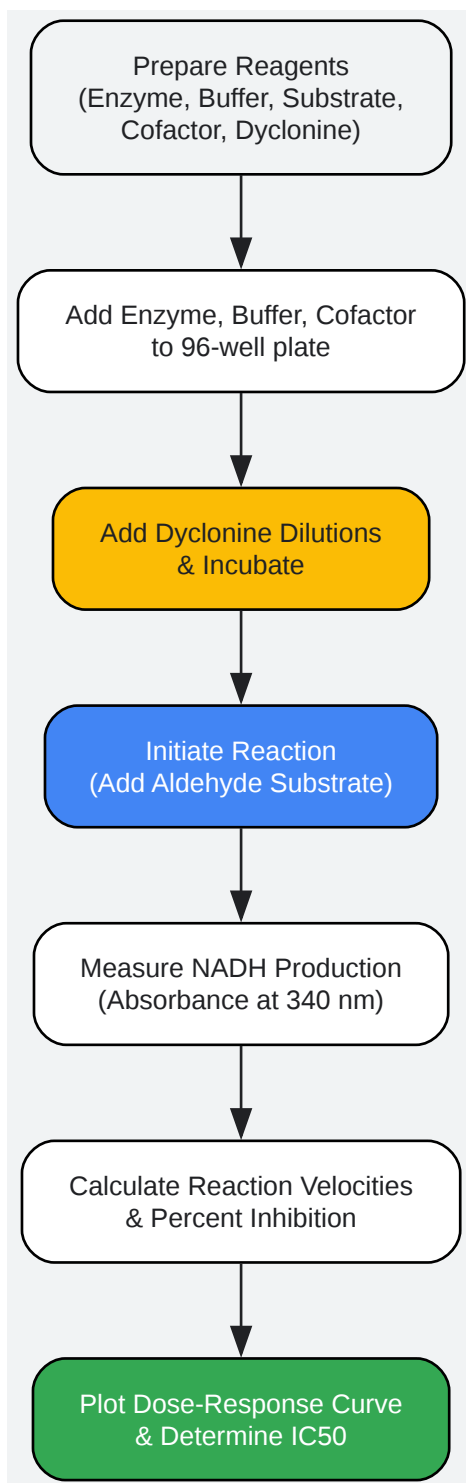 Prepare Reagents
(Enzyme, Buffer, Substrate,
Cofactor, Dyclonine)
Add Enzyme, Buffer, Cofactor
to 96-well plate
Add Dyclonine Dilutions
& Incubate
Initiate Reaction
(Add Aldehyde Substrate)
Measure NADH Production
(Absorbance at 340 nm)
Calculate Reaction Velocities
& Percent Inhibition
Plot Dose-Response Curve
& Determine IC50